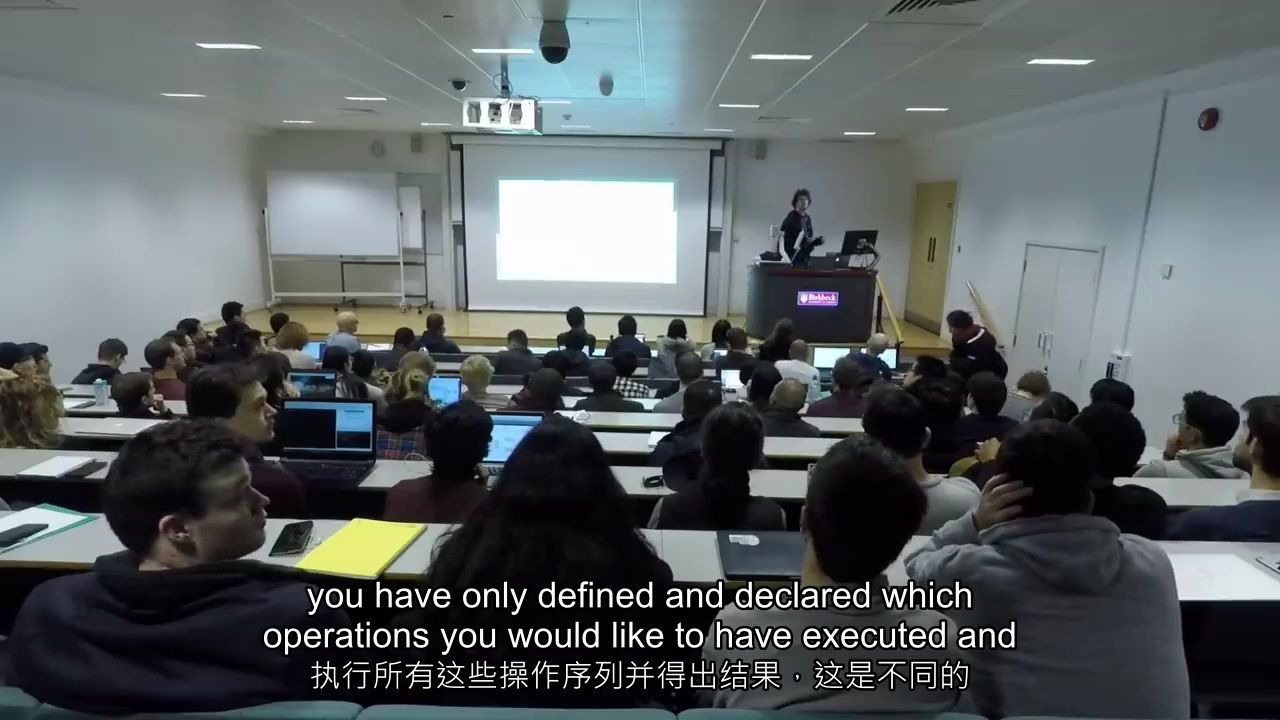 Birkbeck
you have only defined and declared which
operations you would like to have executed and
执行所有这些操作序列并得出结果，这是不同的